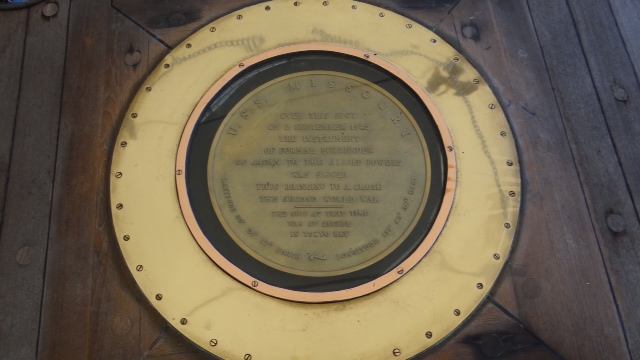 U.S.S. MISSOURI
OVER THIS SPOT
ON 2 SEPTEMBER 1945
THE INSTRUMENT
OF FORMAL SURRENDER
OF JAPAN TO THE ALLIED POWERS
WAS SIGNED
THUS BRINGING TO A CLOSE
THE SECOND WORLD WAR
THE SHIP AT THAT TIME
WAS AT ANCHOR
IN TOKYO BAY
LATITUDE
LONGITUDE